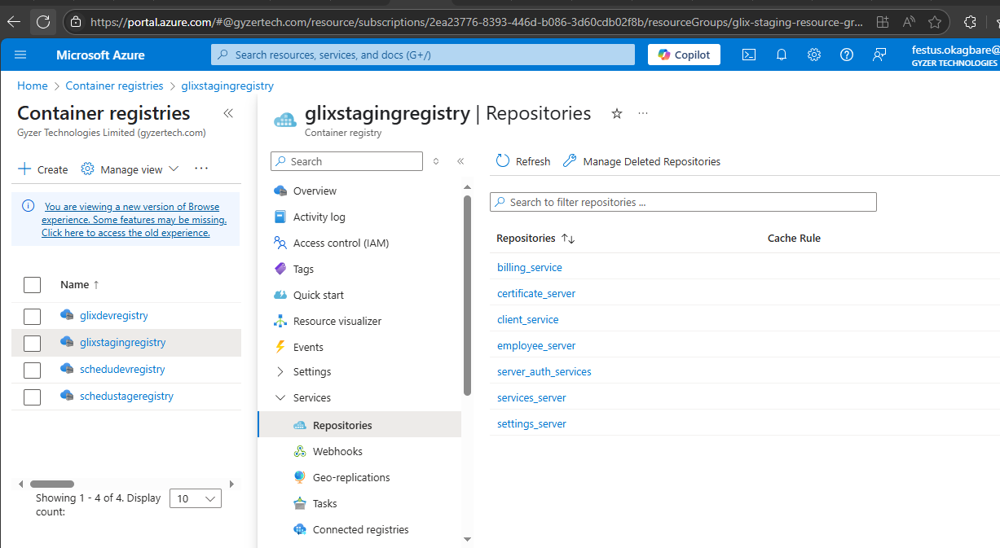 https://portal.azure.com/#@gyzertech.com/resource/subscriptions/2ea23776-8393-446d-b086-3d60cdb02f8b/resourceGroups/glix-staging-resource-gr...
Microsoft Azure
Search resources, services, and docs (G+/)
Copilot
festus.okagbare@
GYZER TECHNOLOGIES
Home > Container registries > glixstagingregistry
Container registries
Gyzer Technologies Limited (gyzertech.com)
Create
Manage view
...
You are viewing a new version of Browse
experience. Some features may be missing.
Click here to access the old experience.
Name ↑
glixdevregistry
glixstagingregistry
schedudevregistry
schedustageregistry
Showing 1 - 4 of 4. Display
count:
10
glixstagingregistry | Repositories
...
Container registry
Search
Overview
Activity log
Access control (IAM)
Tags
Quick start
Resource visualizer
Events
Settings
Services
Repositories
Webhooks
Geo-replications
Tasks
Connected registries
Refresh
Manage Deleted Repositories
Search to filter repositories ...
Repositories ↑↓ Cache Rule
billing_service
certificate_server
client_service
employee_server
server_auth_services
services_server
settings_server